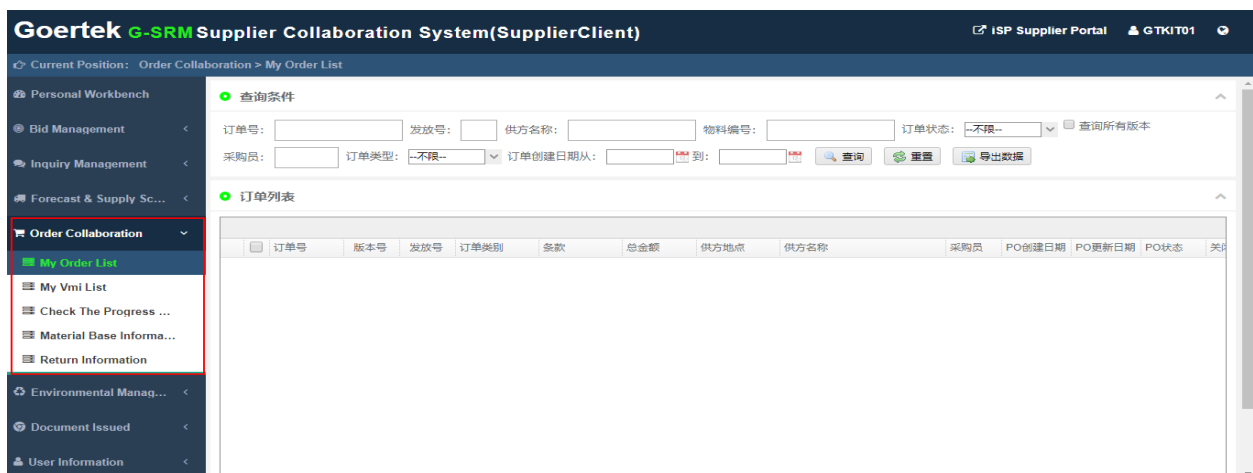 Goertek G-SRM Supplier Collaboration System(SupplierClient) iSP Supplier Portal GTKIT01
Current Position: Order Collaboration > My Order List
Personal Workbench
Bid Management
Inquiry Management
Forecast & Supply Sc...
Order Collaboration
My Order List
My Vmi List
Check The Progress ...
Material Base Informa...
Return Information
Environmental Manag...
Document Issued
User Information
查询条件
订单号: 发放号: 供方名称: 物料编号: 订单状态: --不限-- 查询所有版本
采购员: 订单类型: --不限-- 订单创建日期从: 到: 查询 重置 导出数据
订单列表
订单号 版本号 发放号 订单类别 条款 总金额 供方地点 供方名称 采购员 PO创建日期 PO更新日期 PO状态